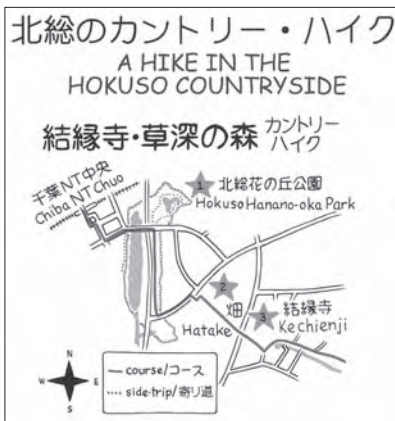 北総のカントリー・ハイク
A HIKE IN THE
HOKUSO COUNTRYSIDE
結縁寺・草深の森 カントリー
ハイク
千葉NT中央
Chiba NT Chuo
1
北総花の丘公園
Hokuso Hanano-oka Park
2
畑
Hatake
3
結縁寺
Kechienji
N
W E
S
course/コース
side-trip/寄り道